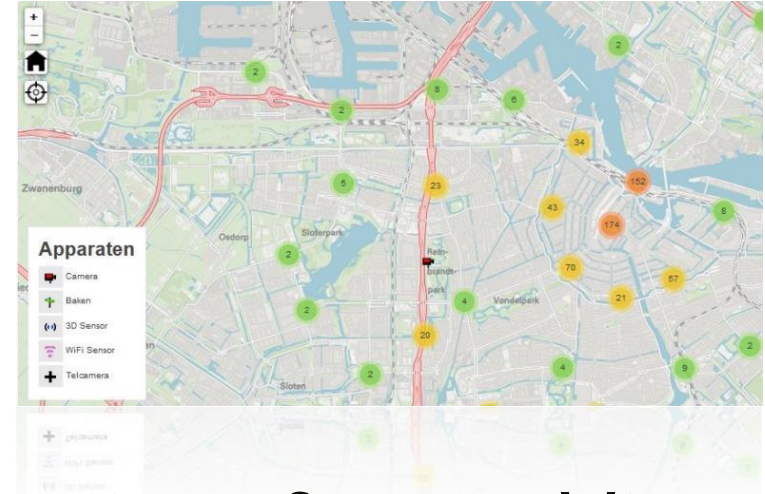 +
−
2
2
2
8
6
34
Zwanenburg
5
23
152
43
8
174
Osdorp
Sloterpark
2
Rem-
brandt-
park
78
57
Apparaten
Camera
Baken
3D Sensor
WiFi Sensor
Telcamera
2
4
Vondelpark
21
20
2
2
4
9
Sloten